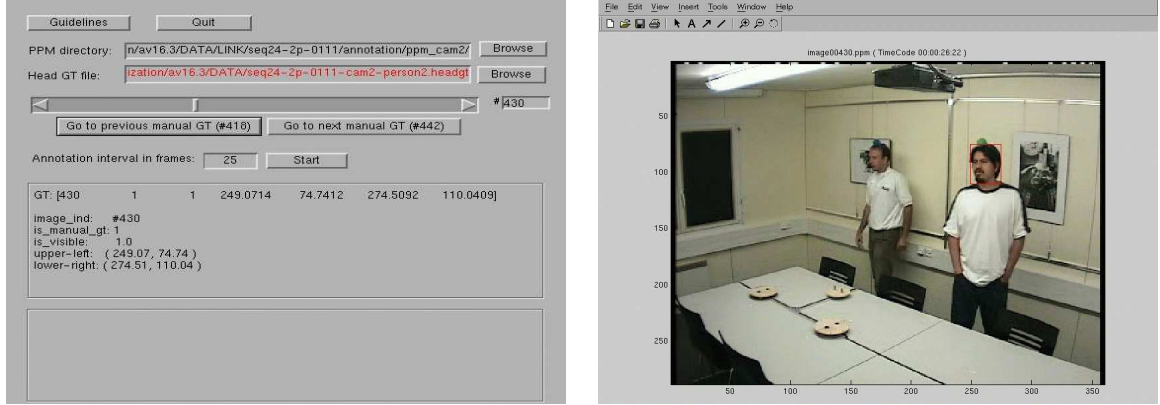 Guidelines Quit
PPM directory: n/av16.3/DATA/LINK/seq24-2p-0111/annotation/ppm_cam2/ Browse
Head GT file: ization/av16.3/DATA/seq24-2p-0111-cam2-person2.headgt Browse
# 430
Go to previous manual GT (#418) Go to next manual GT (#442)
Annotation interval in frames: 25 Start
GT: [430 1 1 249.0714 74.7412 274.5092 110.0409]
image_ind: #430
is_manual_gt: 1
is_visible: 1.0
upper-left: ( 249.07, 74.74 )
lower-right: ( 274.51, 110.04 )
File Edit View Insert Tools Window Help
A
image00430.ppm ( TimeCode 00:00:26:22 )
50
100
150
200
250
50 100 150 200 250 300 350